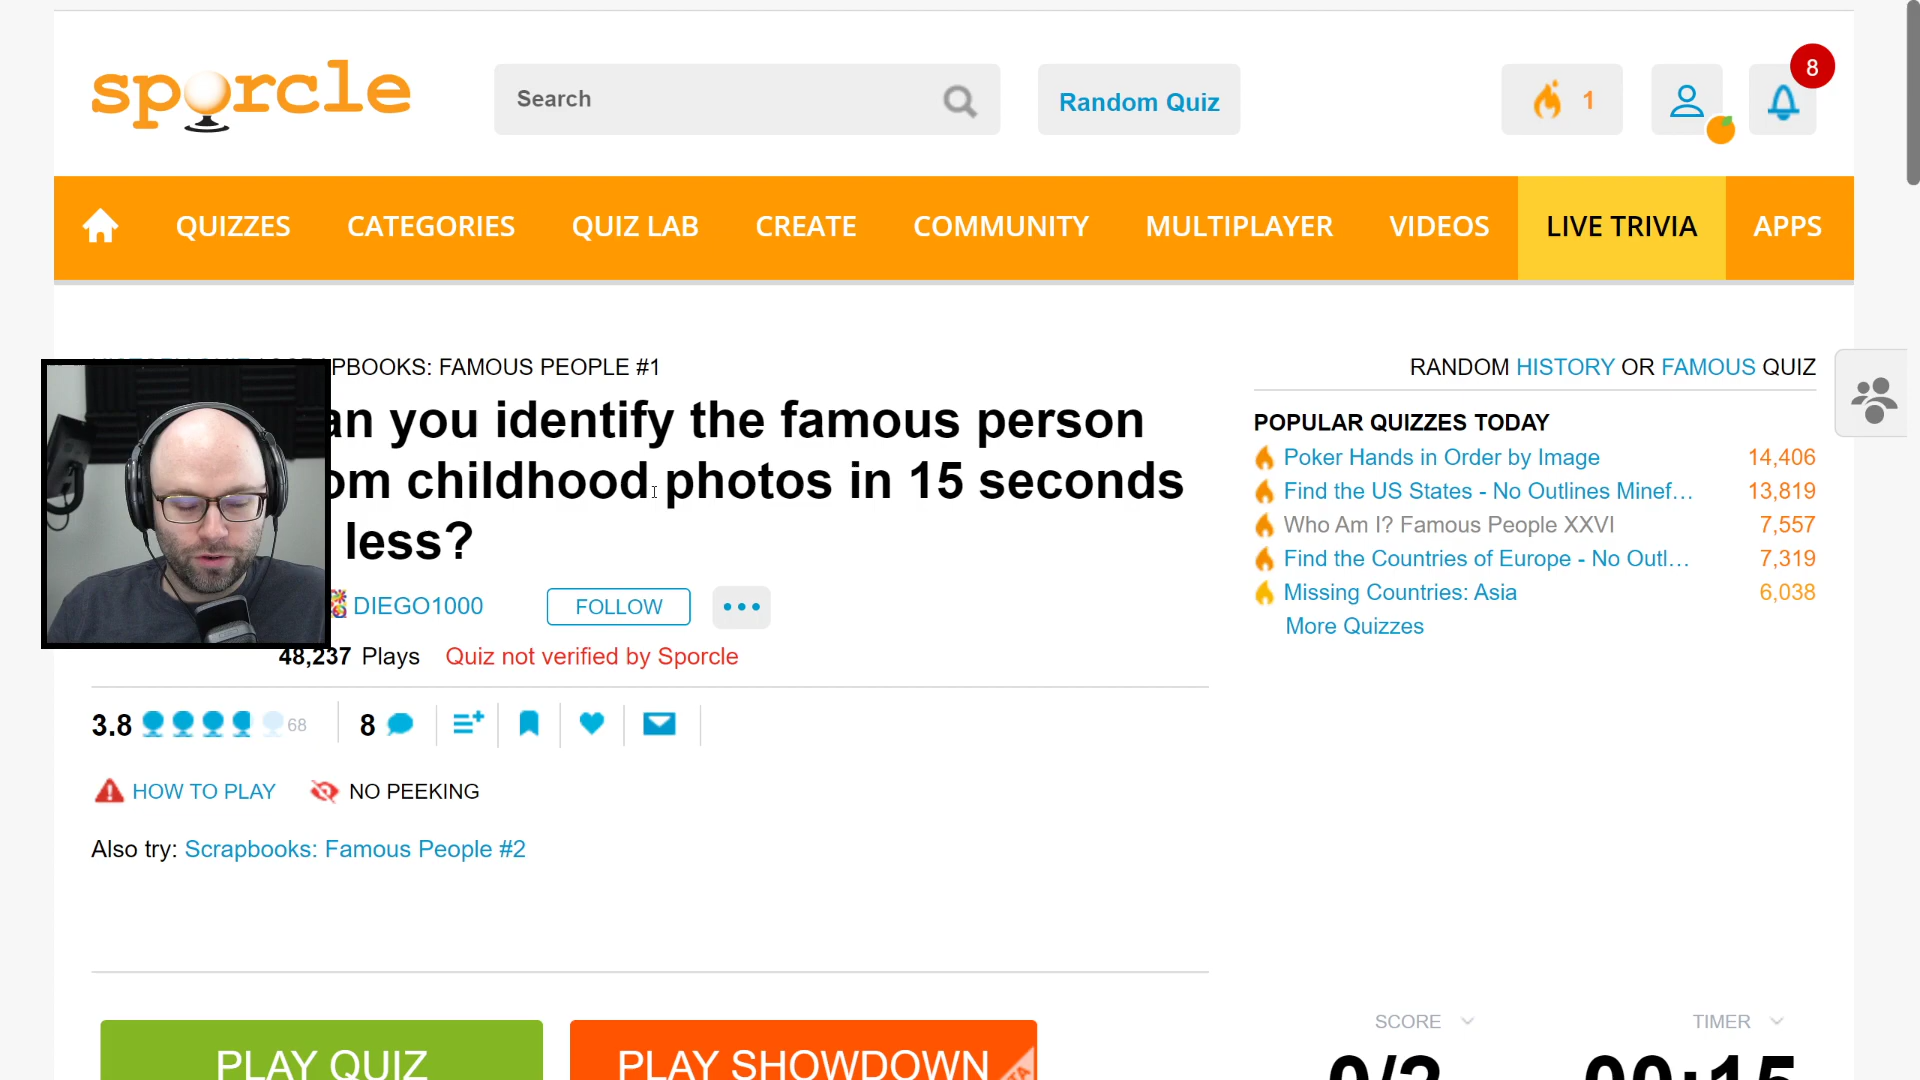 sporcle
Search
Random Quiz
1
8
QUIZZES
CATEGORIES
QUIZ LAB
CREATE
COMMUNITY
MULTIPLAYER
VIDEOS
LIVE TRIVIA
APPS
PBOOKS: FAMOUS PEOPLE #1
an you identify the famous person
om childhood photos in 15 seconds
less?
DIEGO1000
FOLLOW
48,237 Plays
Quiz not verified by Sporcle
3.8
68
8
HOW TO PLAY
NO PEEKING
Also try: Scrapbooks: Famous People #2
PLAY QUIZ
PLAY SHOWDOWN
RANDOM HISTORY OR FAMOUS QUIZ
POPULAR QUIZZES TODAY
Poker Hands in Order by Image 14,406
Find the US States - No Outlines Minef... 13,819
Who Am I? Famous People XXVI 7,557
Find the Countries of Europe - No Outl... 7,319
Missing Countries: Asia 6,038
More Quizzes
SCORE
TIMER
00:15